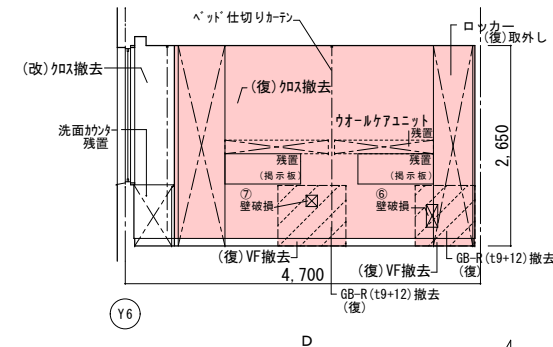 ベッド仕切りカーテン
ロッカー
(復)取外し
(改)クロス撤去
(復)クロス撤去
洗面カウンタ
残置
ウオールケアユニット
残置
残置
(掲示板)
残置
(掲示板)
2,650
⑦
壁破損
⑥
壁破損
(復)VF撤去
(復)VF撤去
GB-R(t9+12)撤去
(復)
4,700
GB-R(t9+12)撤去
(復)
Y6
D